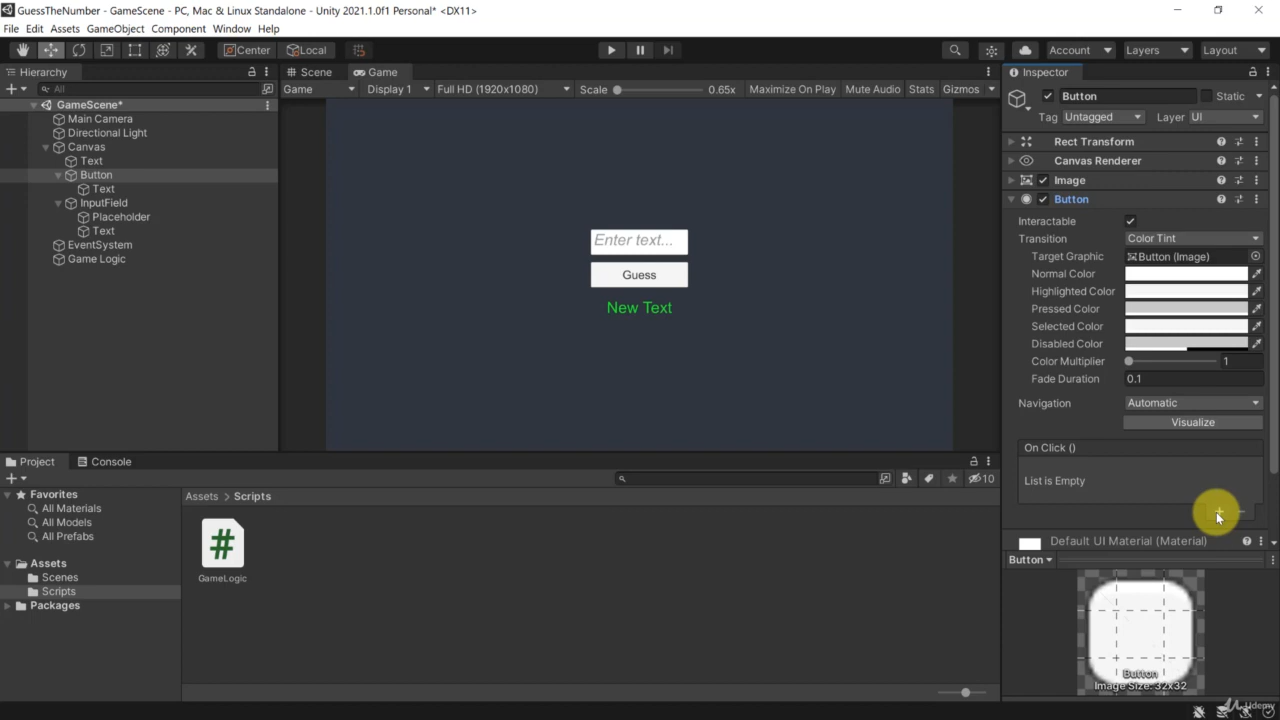 GuessTheNumber - GameScene - PC, Mac & Linux Standalone - Unity 2021.1.0f1 Personal* <DX11>
File Edit Assets GameObject Component Window Help
Center Local Account Layers Layout
Hierarchy
All
GameScene*
Main Camera
Directional Light
Canvas
Text
Button
Text
InputField
Placeholder
Text
EventSystem
Game Logic
Scene Game
Game Display 1 Full HD (1920x1080) Scale 0.65x Maximize On Play Mute Audio Stats Gizmos
Enter text...
Guess
New Text
Inspector
Button Static
Tag Untagged Layer UI
Rect Transform
Canvas Renderer
Image
Button
Interactable
Transition Color Tint
Target Graphic Button (Image)
Normal Color
Highlighted Color
Pressed Color
Selected Color
Disabled Color
Color Multiplier 1
Fade Duration 0.1
Navigation Automatic
Visualize
On Click ()
List is Empty
Default UI Material (Material)
Button
Button
Image Size: 32x32
Project Console
10
Favorites
All Materials
All Models
All Prefabs
Assets
Scenes
Scripts
Packages
Assets > Scripts
#
GameLogic
Udemy